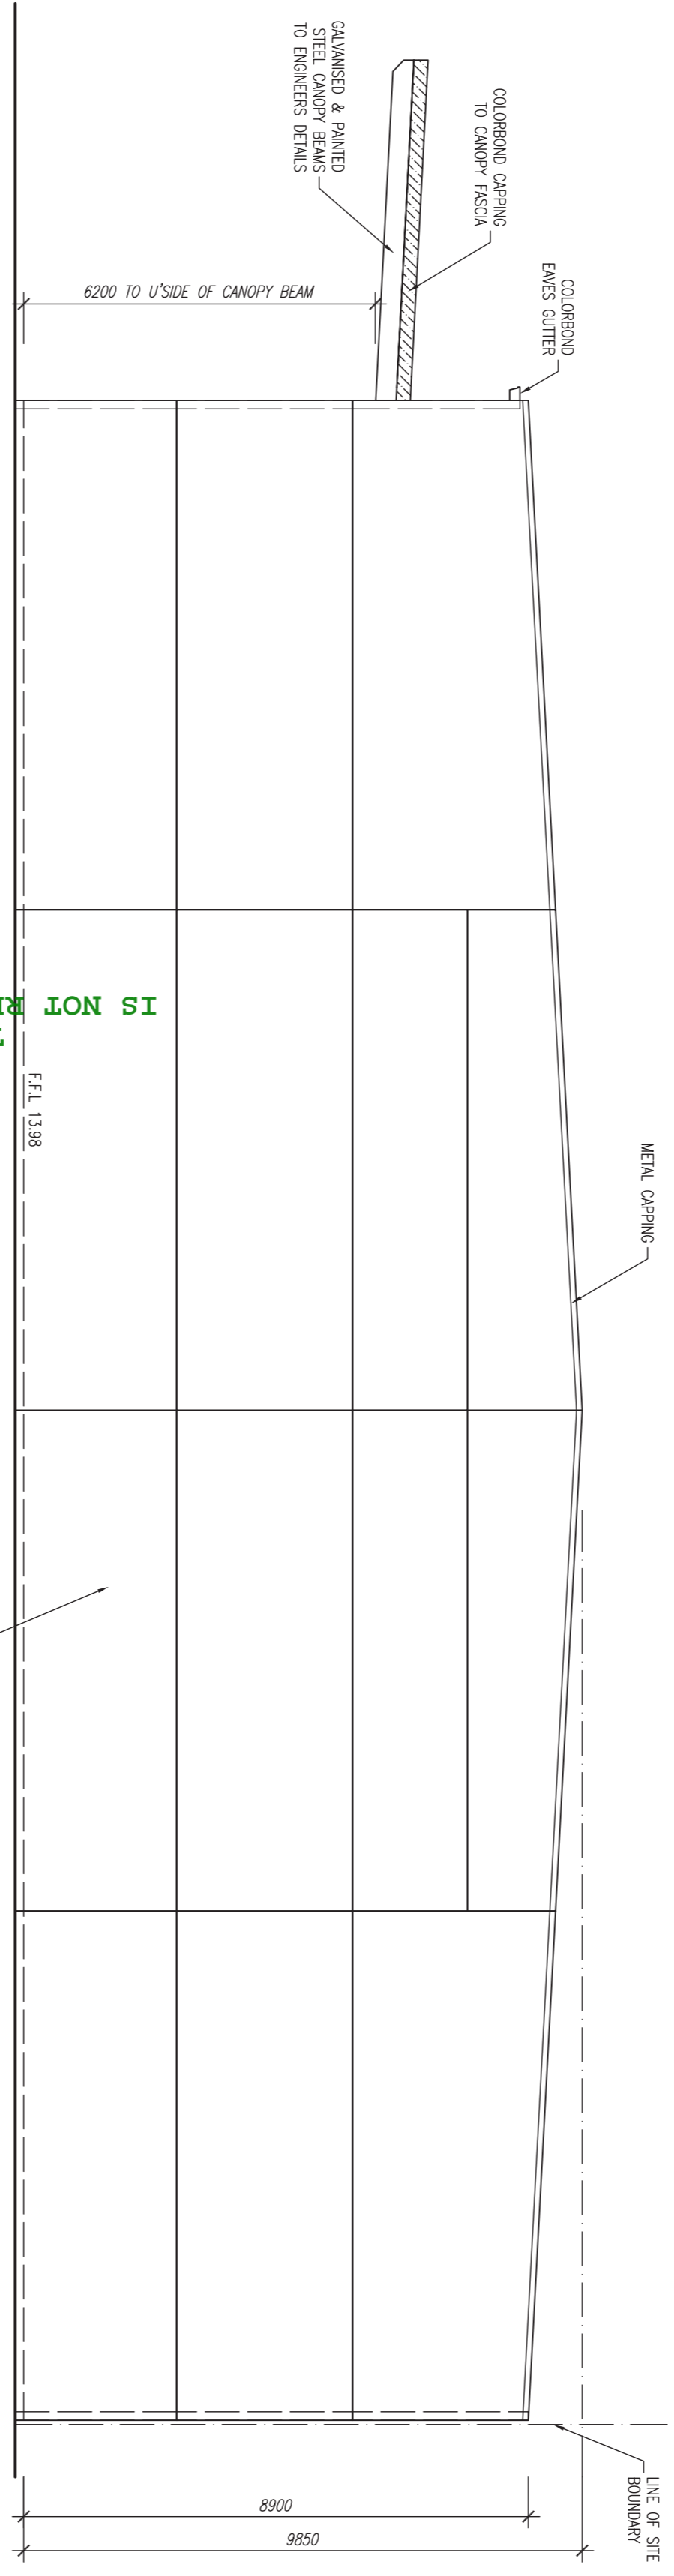 GALVANISED & PAINTED
STEEL CANOPY BEAMS
TO ENGINEERS DETAILS
COLORBOND CAPPING
TO CANOPY FASCIA
COLORBOND
EAVES GUTTER
6200 TO U'SIDE OF CANOPY BEAM
METAL CAPPING
F.F.L 13.98
IS NOT
LINE OF SITE
BOUNDARY
8900
9850